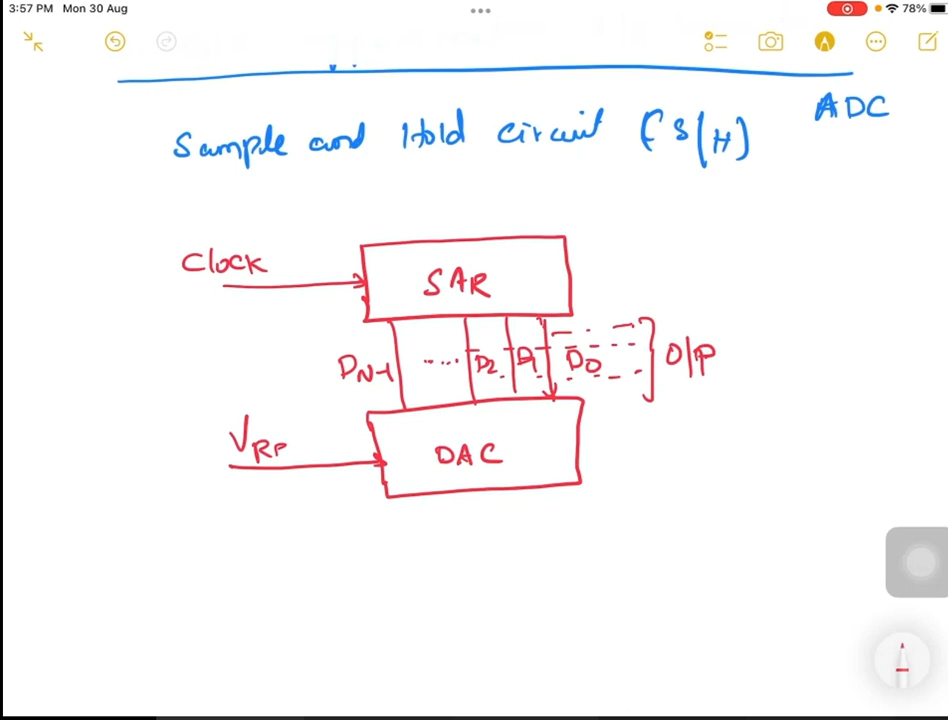 3:57 PM Mon 30 Aug
78%
ADC
Sample and Hold circuit (S/H)
Clock
SAR
DN-1 .... D2 D1 D0 O/P
VRF
DAC